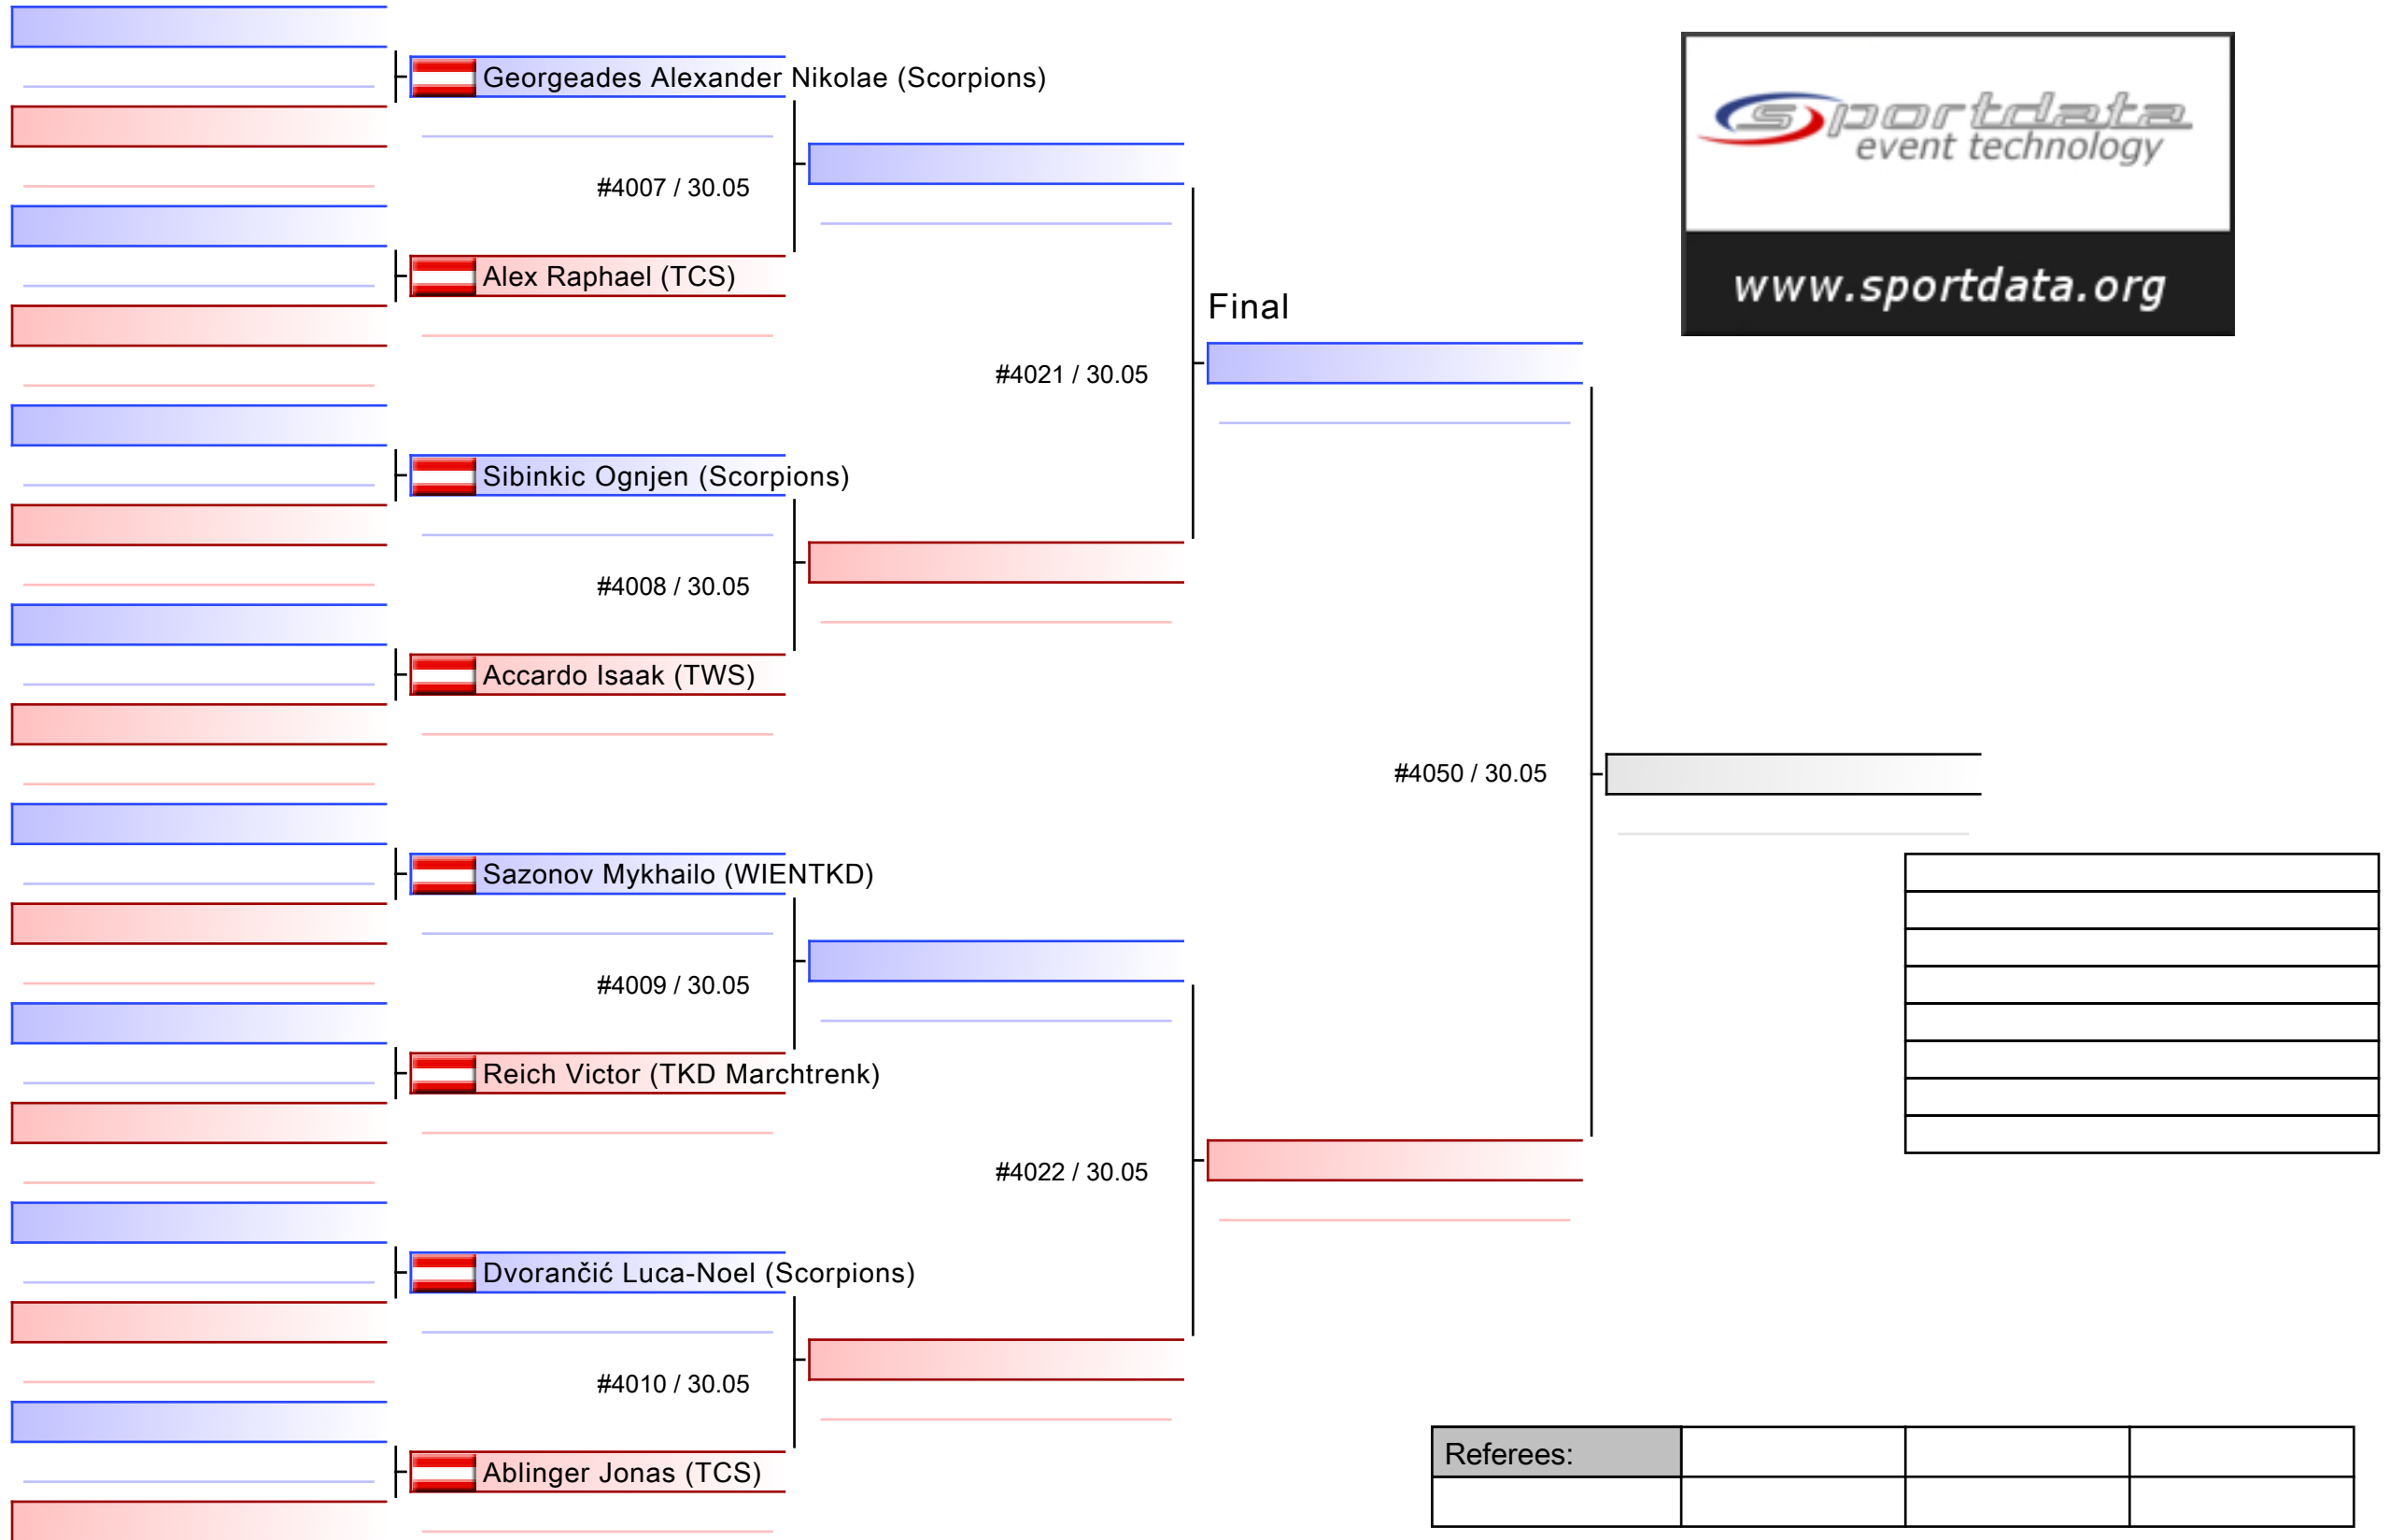 Georgeades Alexander Nikolae (Scorpions)
#4007 / 30.05
Alex Raphael (TCS)
Sibinkic Ognjen (Scorpions)
#4008 / 30.05
Accardo Isaak (TWS)
Sazonov Mykhailo (WIENTKD)
#4009 / 30.05
Reich Victor (TKD Marchtrenk)
Dvorančić Luca-Noel (Scorpions)
#4010 / 30.05
Ablinger Jonas (TCS)
#4021 / 30.05
#4022 / 30.05
Final
#4050 / 30.05
sportdata
event technology
www.sportdata.org
Referees: